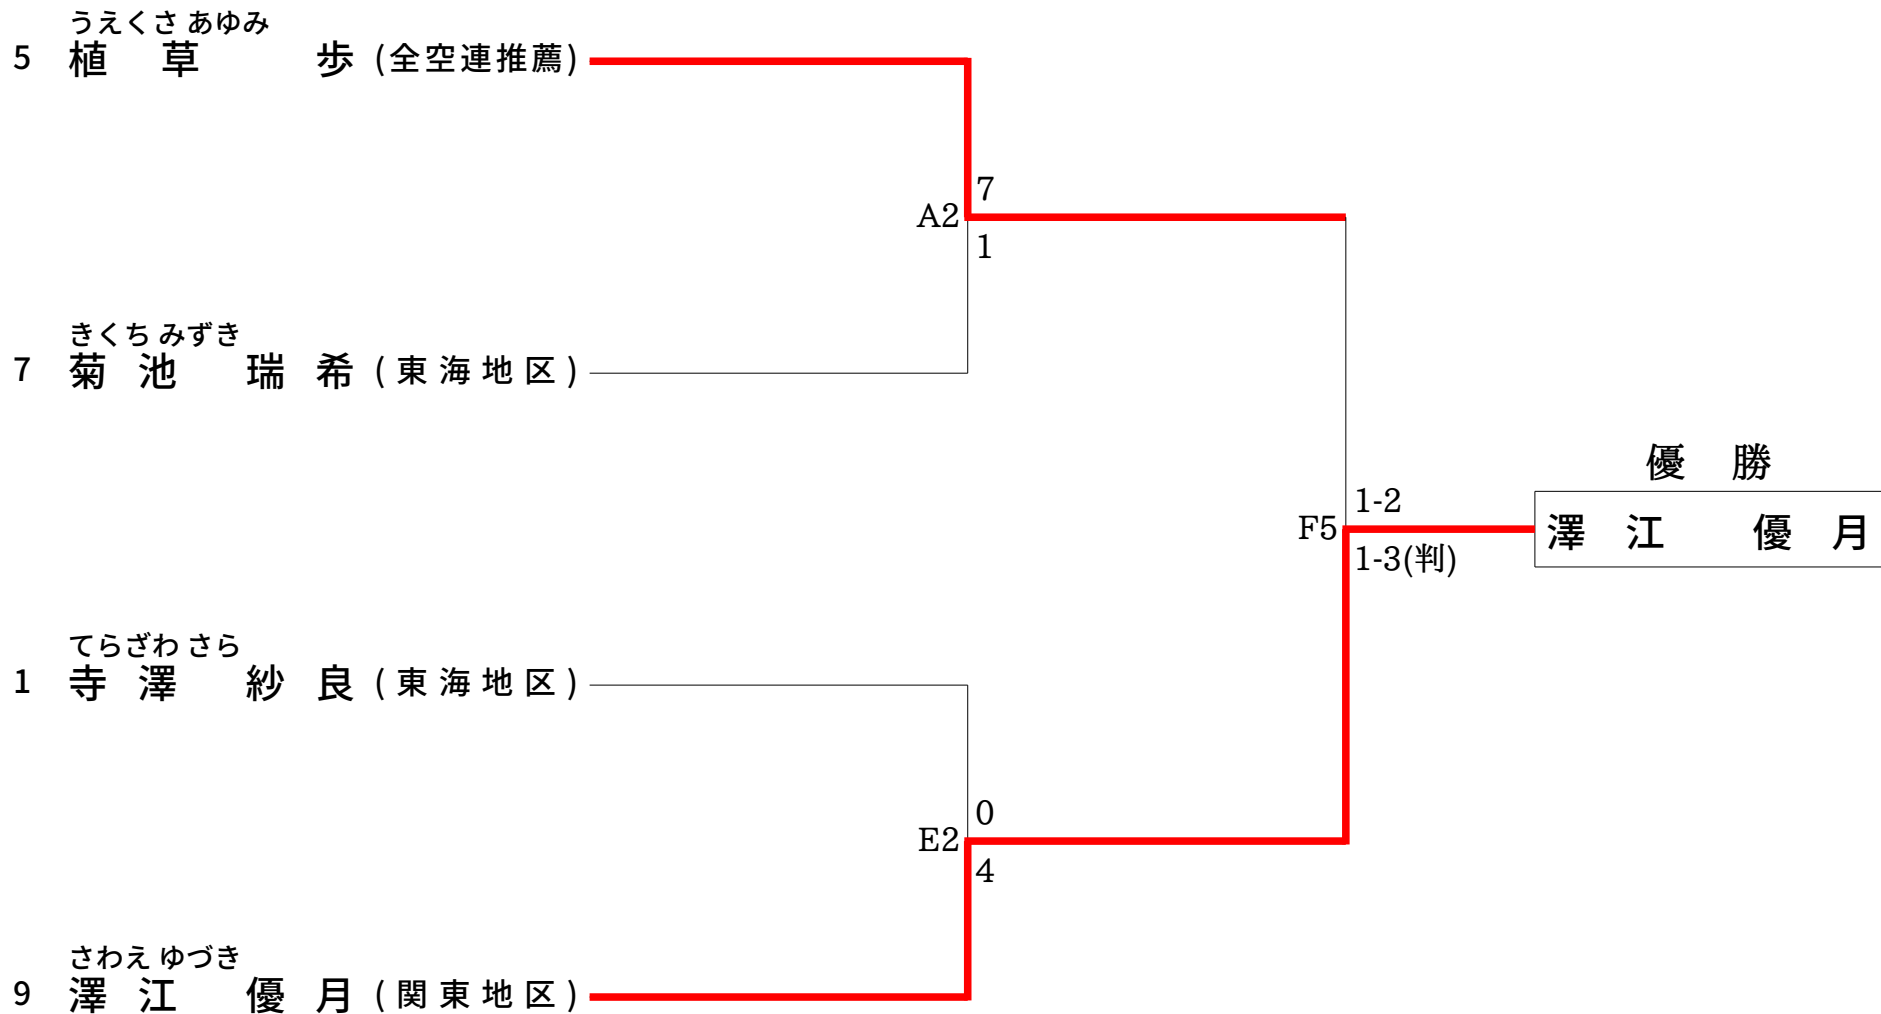 うえくさ あゆみ
5 植草 歩 (全空連推薦)
7
A2
1
きくち みずき
7 菊池 瑞希 (東海地区)
優勝
1-2
F5
澤江 優月
1-3(判)
てらざわ さら
1 寺澤 紗良 (東海地区)
0
E2
4
さわえ ゆづき
9 澤江 優月 (関東地区)